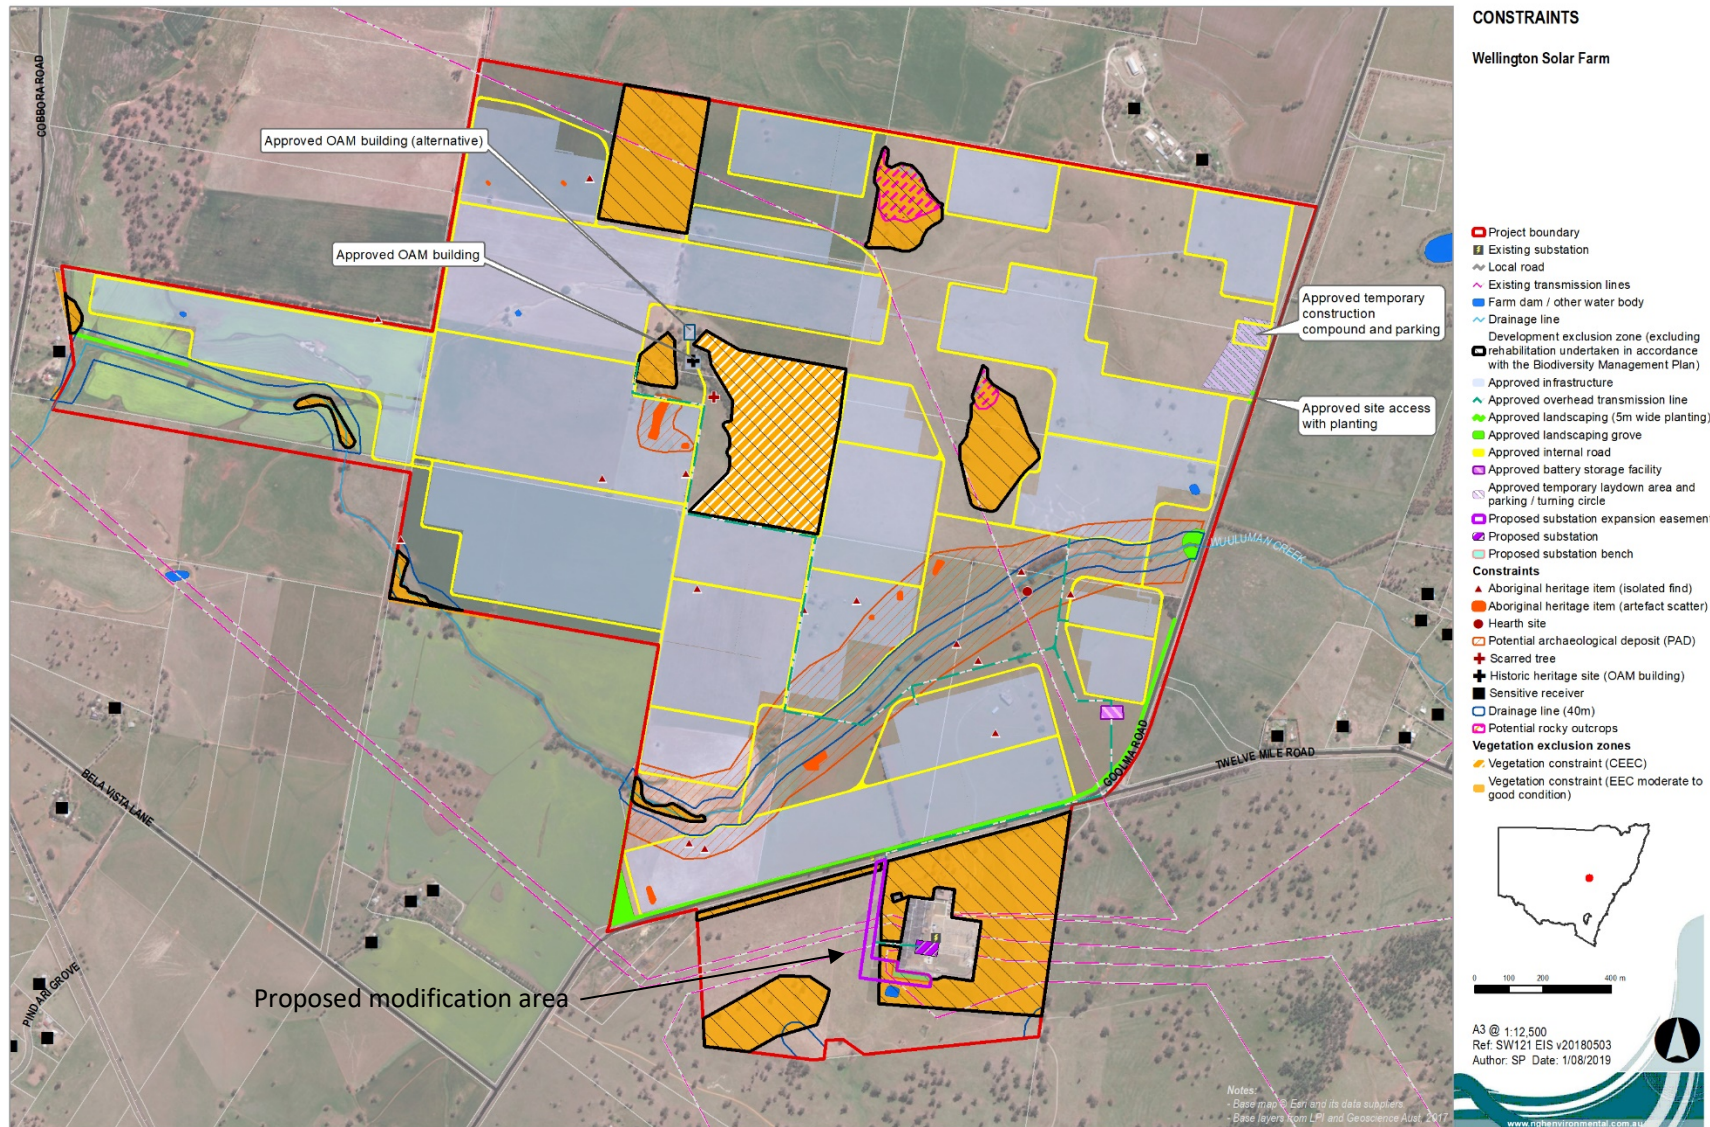 CONSTRAINTS
Wellington Solar Farm
COBBORA ROAD
Approved OAM building (alternative)
Approved OAM building
Approved temporary
construction
compound and parking
Approved site access
with planting
WUULUMAN CREEK
GOOLMA ROAD
TWELVE MILE ROAD
BELA VISTA LANE
PINDARI GROVE
Proposed modification area
Project boundary
Existing substation
Local road
Existing transmission lines
Farm dam / other water body
Drainage line
Development exclusion zone (excluding
rehabilitation undertaken in accordance
with the Biodiversity Management Plan)
Approved infrastructure
Approved overhead transmission line
Approved landscaping (5m wide planting)
Approved landscaping grove
Approved internal road
Approved battery storage facility
Approved temporary laydown area and
parking / turning circle
Proposed substation expansion easement
Proposed substation
Proposed substation bench
Constraints
Aboriginal heritage item (isolated find)
Aboriginal heritage item (artefact scatter)
Hearth site
Potential archaeological deposit (PAD)
Scarred tree
Historic heritage site (OAM building)
Sensitive receiver
Drainage line (40m)
Potential rocky outcrops
Vegetation exclusion zones
Vegetation constraint (CEEC)
Vegetation constraint (EEC moderate to
good condition)
0 100 200 400 m
A3 @ 1:12,500
Ref: SW121 EIS v20180503
Author: SP Date: 1/08/2019
Notes:
- Base map © Esri and its data suppliers
- Base layers from LPI and Geoscience Aust. 2017
www.nghenvironmental.com.au